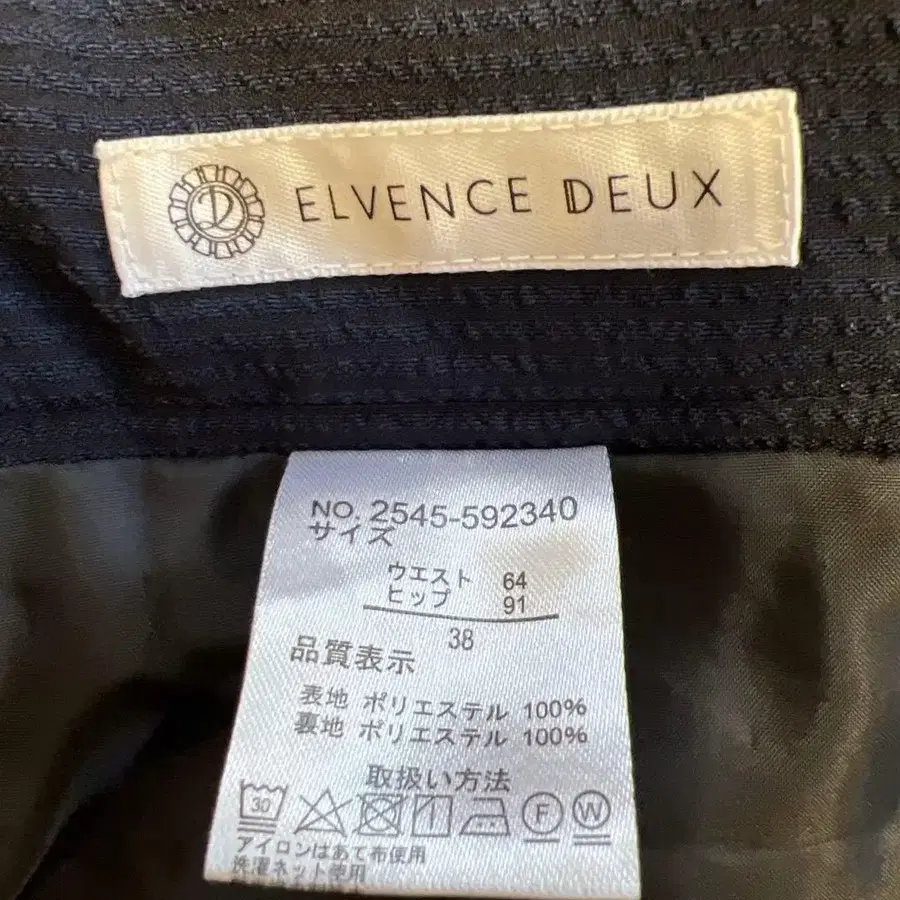 ELVENCE DEUX
NO. 2545-592340
サイズ
ウエスト 64
ヒップ 91
38
品質表示
表地 ポリエステル 100%
裏地 ポリエステル 100%
取扱い方法
30 F W
アイロンはあて布使用
洗濯ネット使用